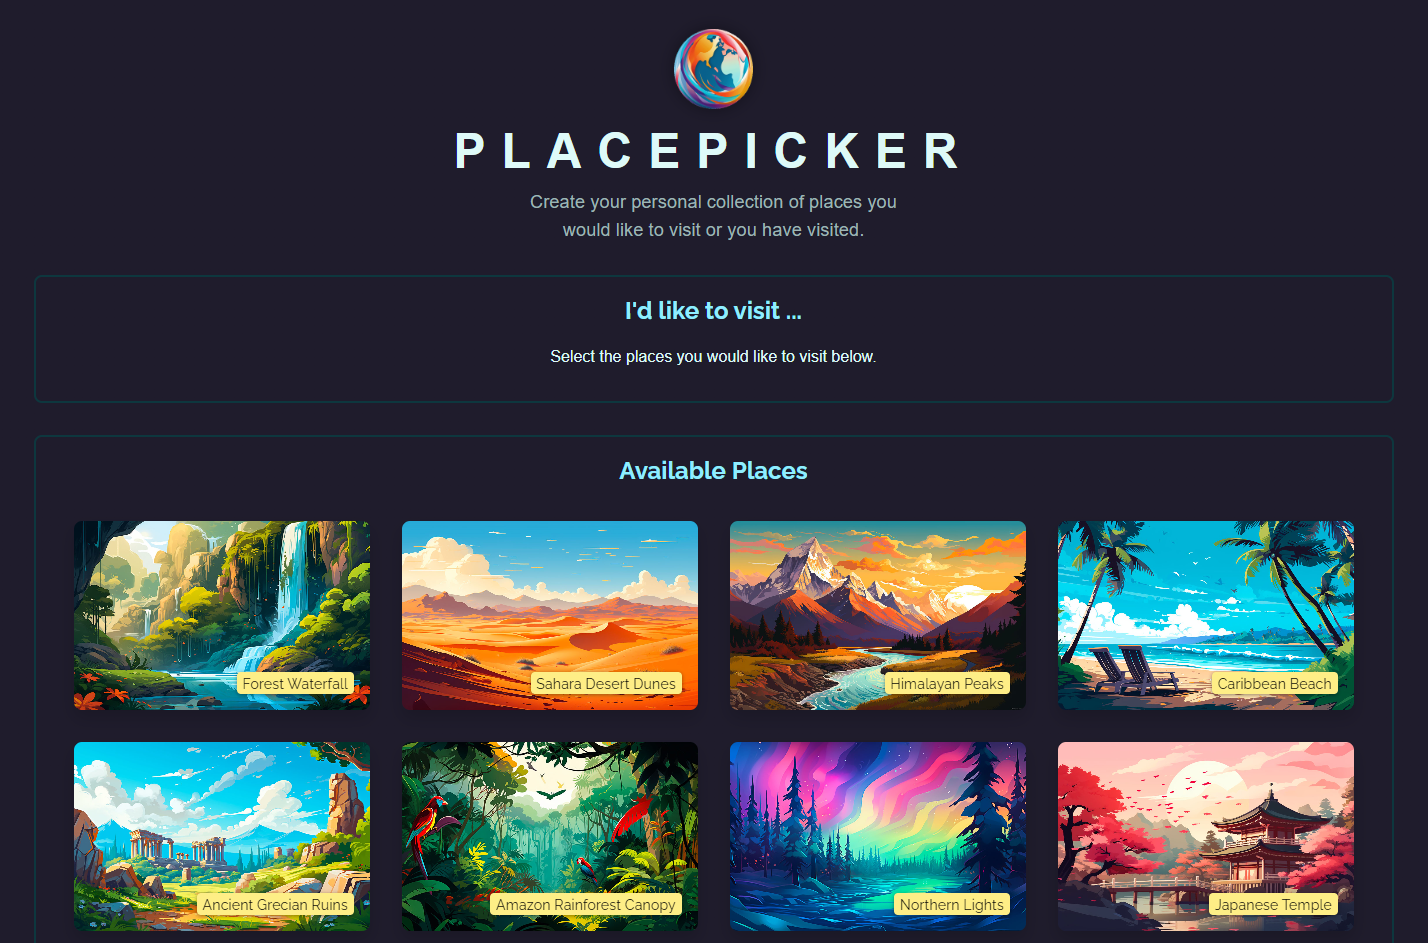 PLACEPICKER
Create your personal collection of places you
would like to visit or you have visited.
I'd like to visit ...
Select the places you would like to visit below.
Available Places
Forest Waterfall
Sahara Desert Dunes
Himalayan Peaks
Caribbean Beach
Ancient Grecian Ruins
Amazon Rainforest Canopy
Northern Lights
Japanese Temple